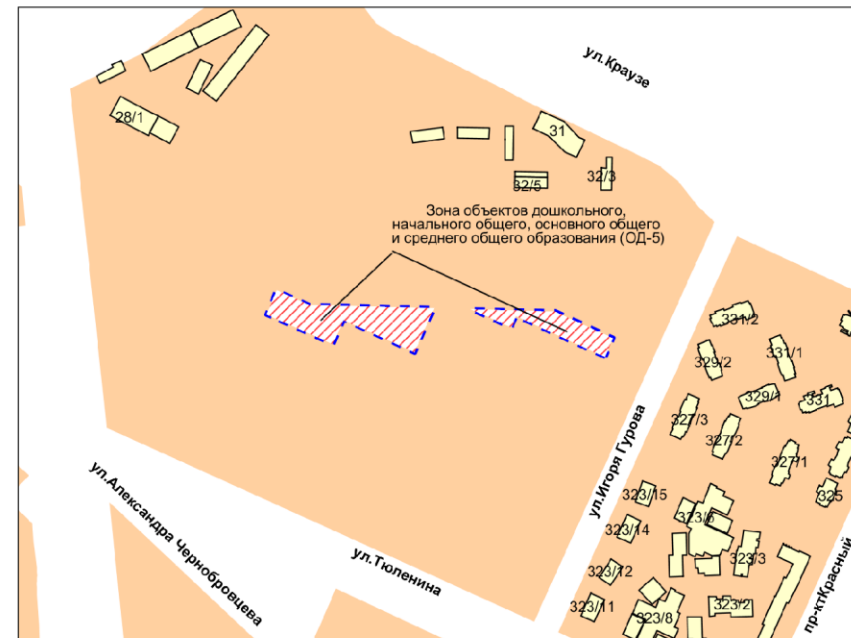 ул.Краузе
28/1
31
32/5
32/3
Зона объектов дошкольного,
начального общего, основного общего
и среднего общего образования (ОД-5)
331/2
329/2
331/1
329/1
331
327/3
327/2
327/1
325
ул.Игоря Гурова
323/15
323/6
323/14
323/3
323/12
323/11
323/8
323/2
пр-ктКрасный
ул.Александра Чернобровцева
ул.Тюленина